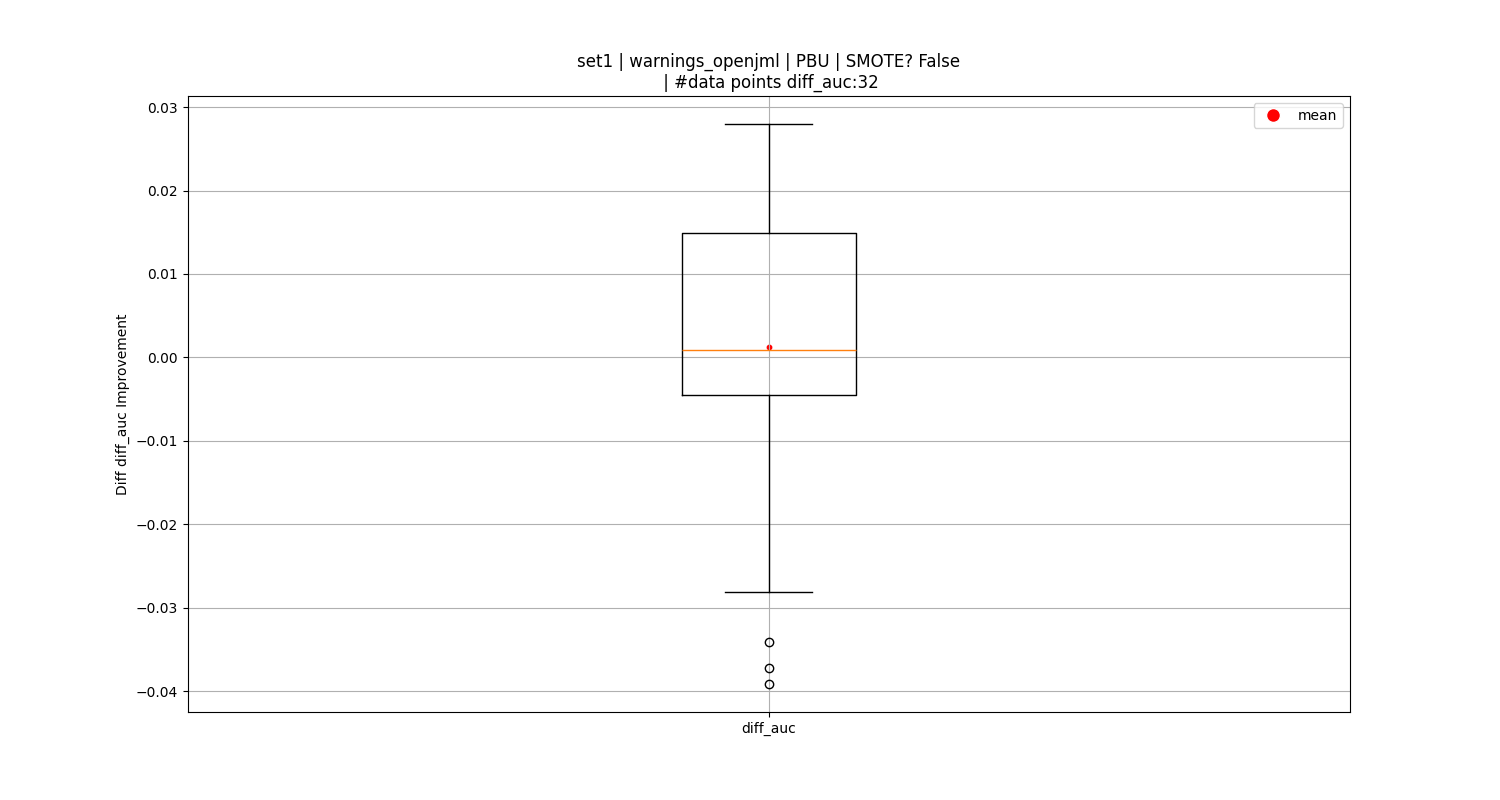 set1 | warnings_openjml | PBU | SMOTE? False
| #data points diff_auc:32
mean
0.03
0.02
0.01
0.00
−0.01
−0.02
−0.03
−0.04
Diff diff_auc Improvement
diff_auc